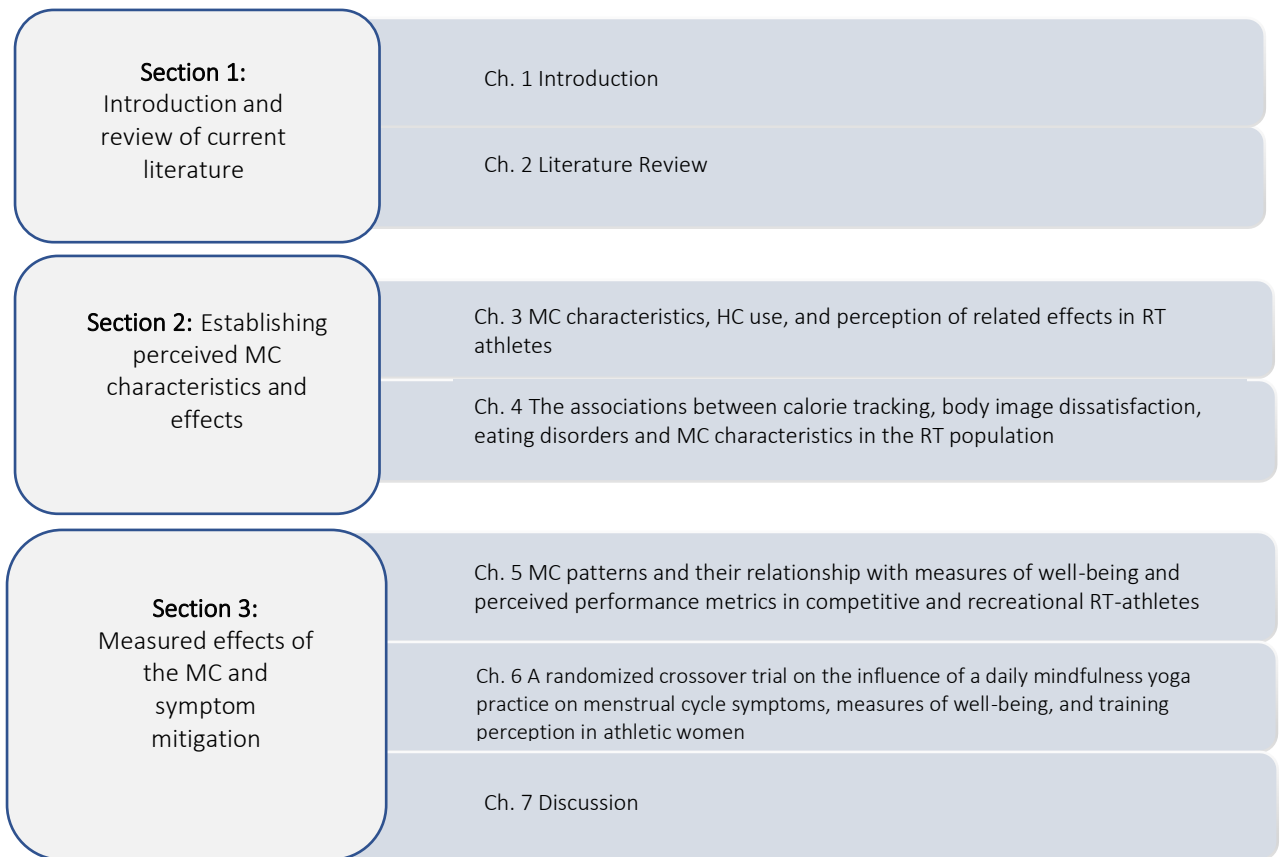 Section 1:
Introduction and
review of current
literature
Ch. 1 Introduction
Ch. 2 Literature Review
Section 2: Establishing
perceived MC
characteristics and
effects
Ch. 3 MC characteristics, HC use, and perception of related effects in RT
athletes
Ch. 4 The associations between calorie tracking, body image dissatisfaction,
eating disorders and MC characteristics in the RT population
Section 3:
Measured effects of
the MC and
symptom
mitigation
Ch. 5 MC patterns and their relationship with measures of well-being and
perceived performance metrics in competitive and recreational RT-athletes
Ch. 6 A randomized crossover trial on the influence of a daily mindfulness yoga
practice on menstrual cycle symptoms, measures of well-being, and training
perception in athletic women
Ch. 7 Discussion